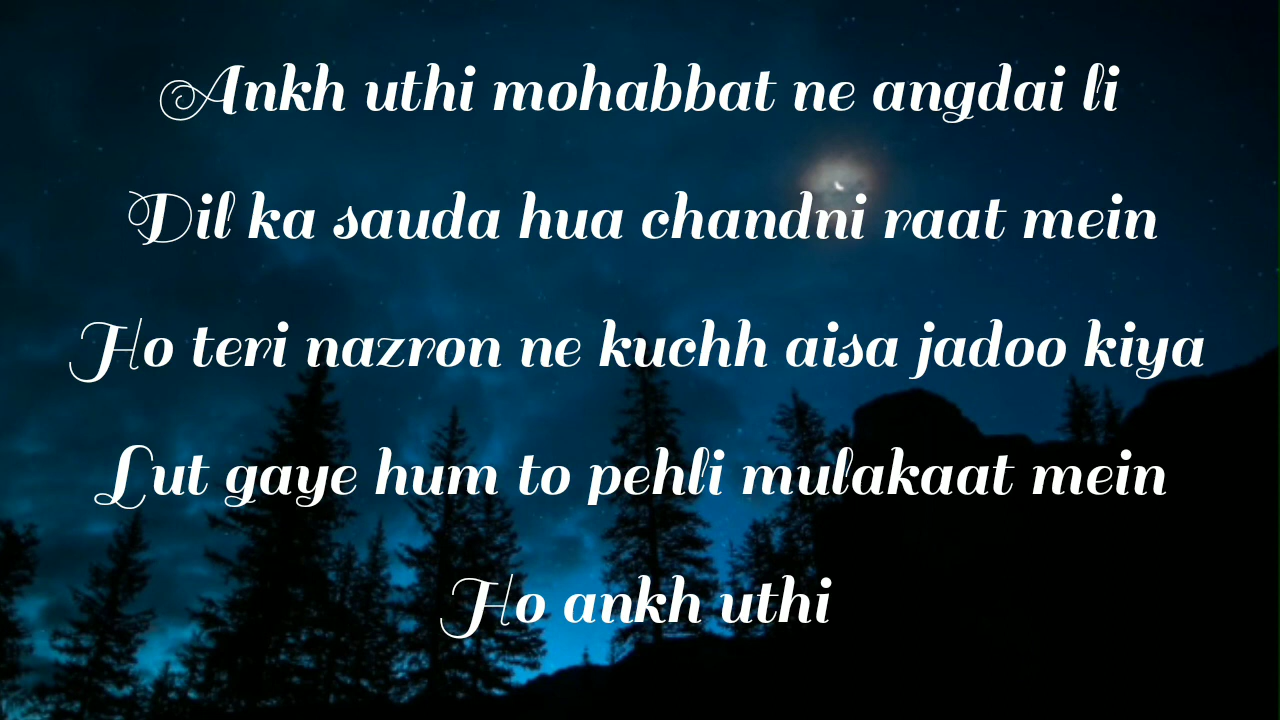 Ankh uthi mohabbat ne angdai li
Dil ka sauda hua chandni raat mein
Ho teri nazron ne kuchh aisa jadoo kiya
Lut gaye hum to pehli mulakaat mein
Ho ankh uthi